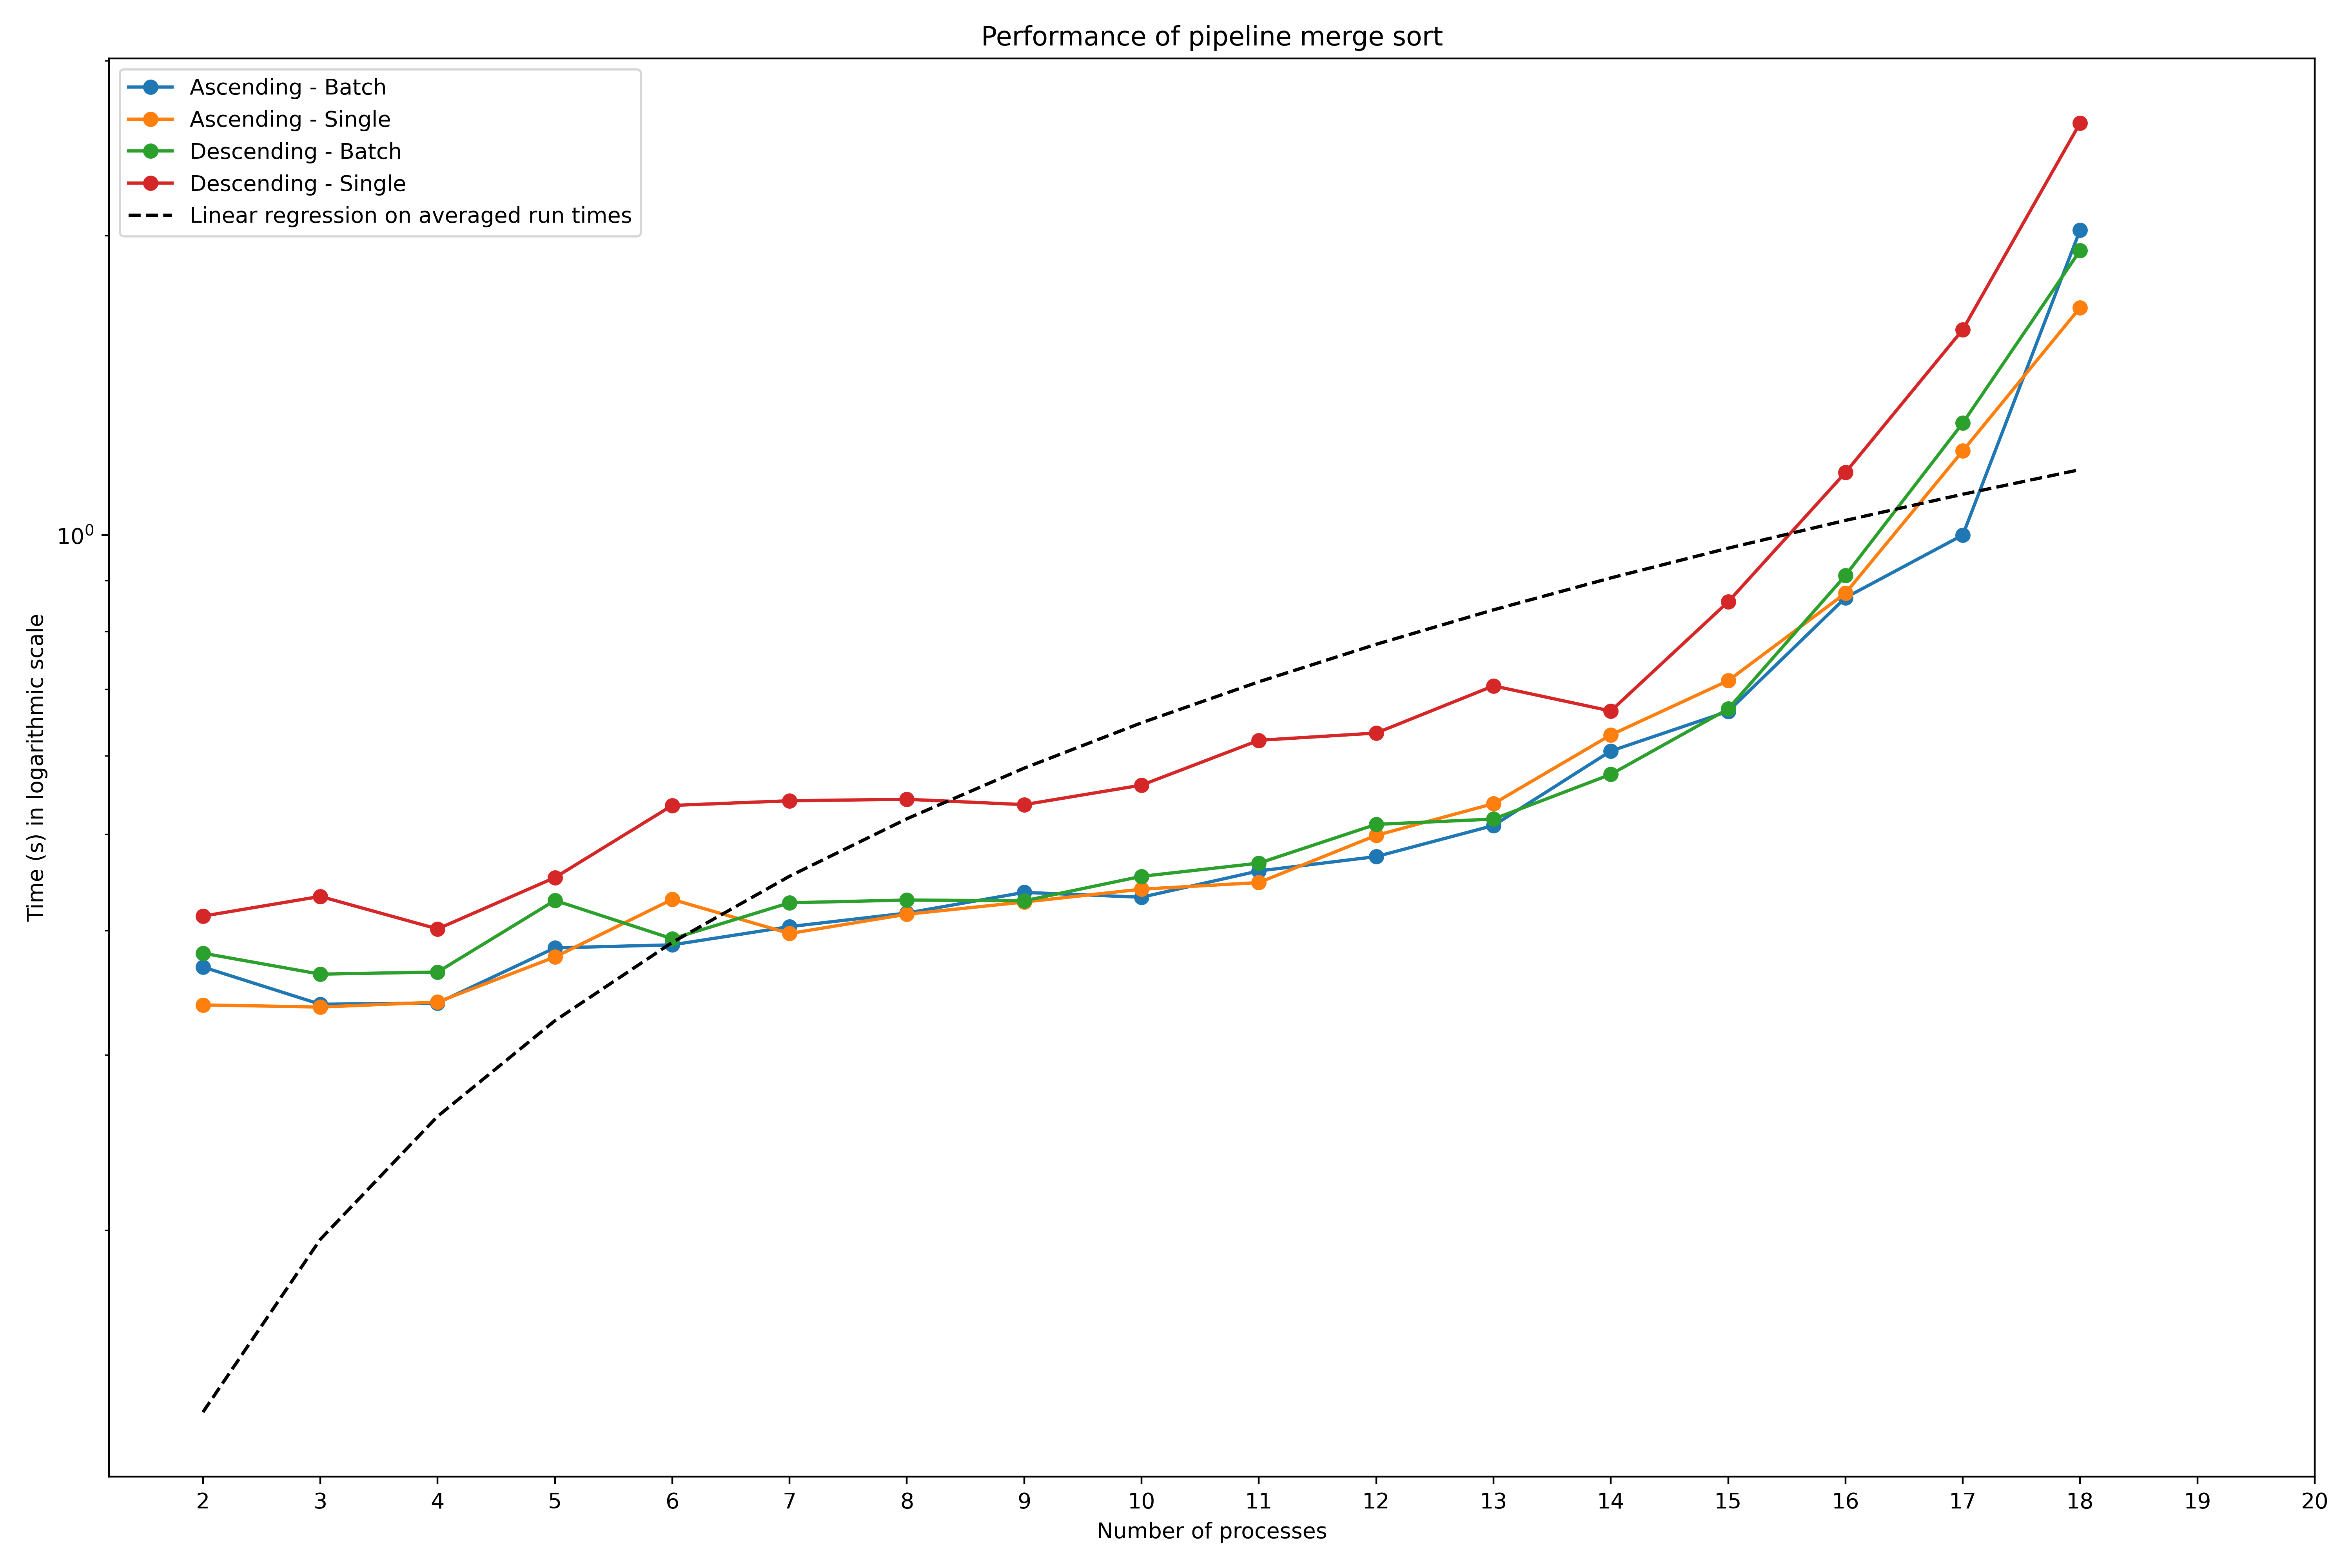 Performance of pipeline merge sort
Ascending - Batch
Ascending - Single
Descending - Batch
Descending - Single
Linear regression on averaged run times
10⁰
Time (s) in logarithmic scale
2 3 4 5 6 7 8 9 10 11 12 13 14 15 16 17 18 19 20
Number of processes